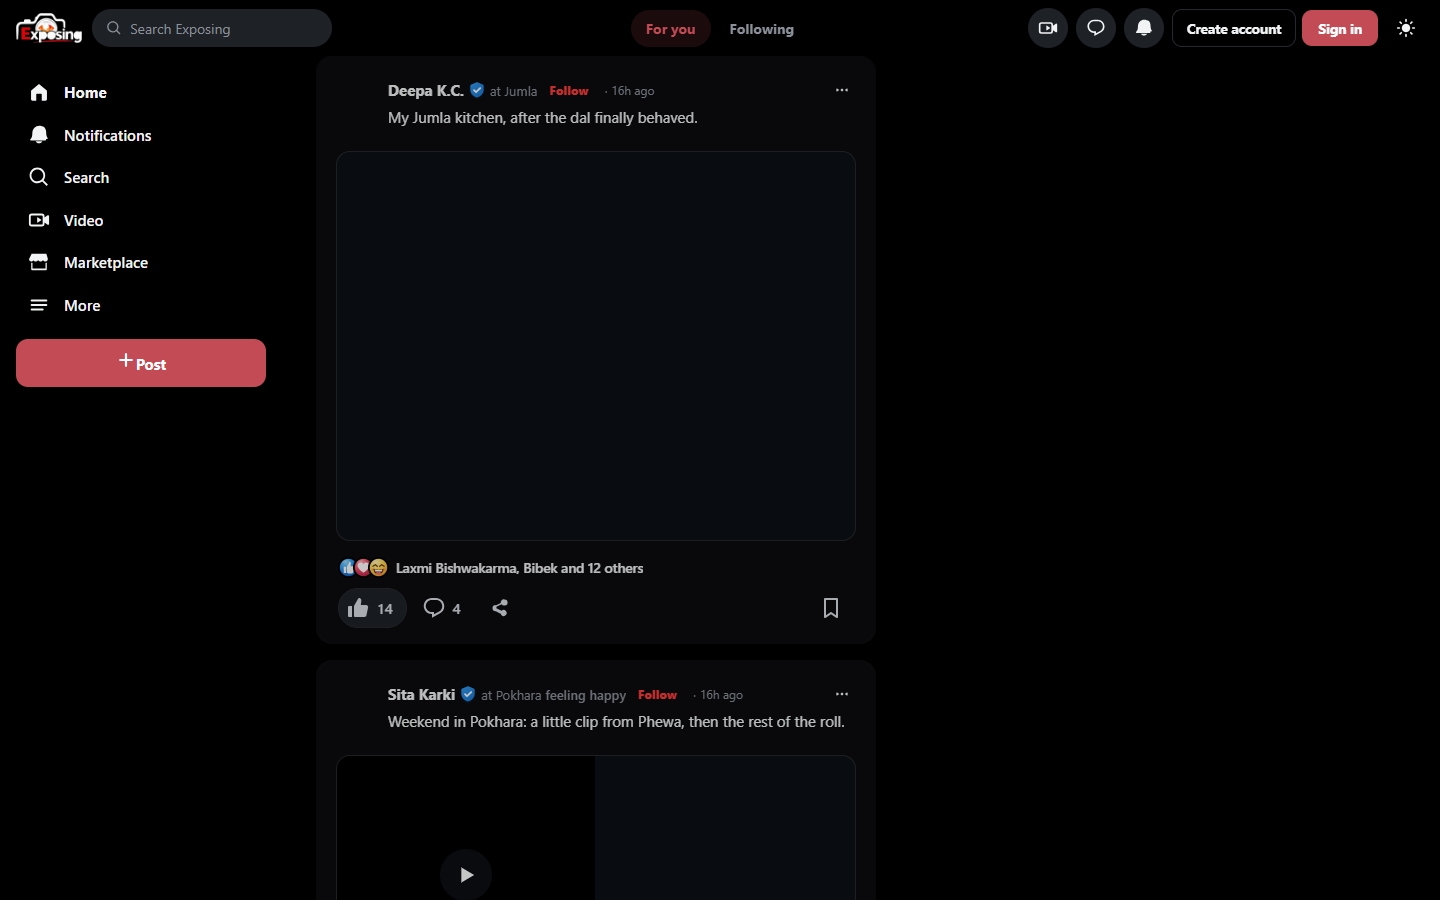 Exposing
Search Exposing
For you
Following
Create account
Sign in
Home
Notifications
Search
Video
Marketplace
More
+ Post
Deepa K.C. at Jumla Follow · 16h ago
My Jumla kitchen, after the dal finally behaved.
Laxmi Bishwakarma, Bibek and 12 others
14
4
Sita Karki at Pokhara feeling happy Follow · 16h ago
Weekend in Pokhara: a little clip from Phewa, then the rest of the roll.